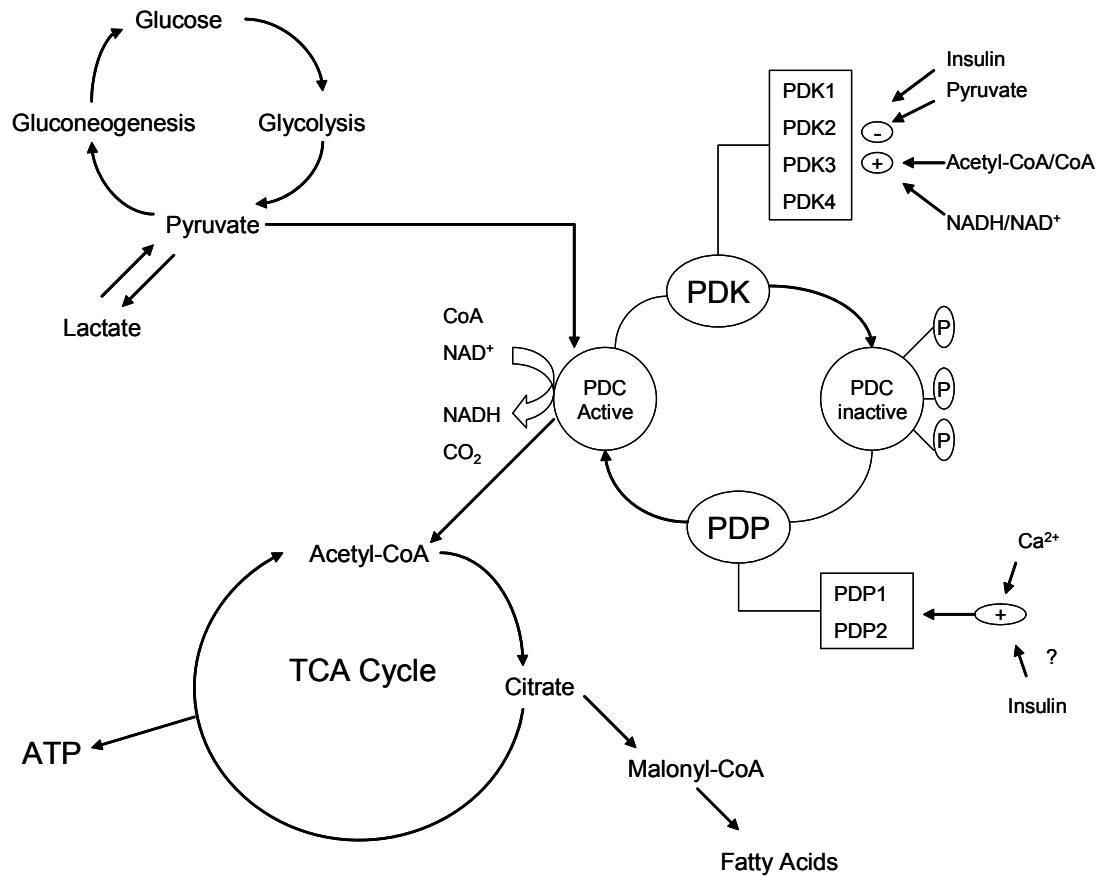 Glucose
Gluconeogenesis
Glycolysis
Pyruvate
Lactate
Insulin
Pyruvate
PDK1
PDK2
PDK3
PDK4
-
+
Acetyl-CoA/CoA
NADH/NAD⁺
PDK
CoA
NAD⁺
NADH
CO₂
PDC
Active
PDC
inactive
P
P
P
PDP
PDP1
PDP2
Ca²⁺
+
?
Insulin
Acetyl-CoA
TCA Cycle
Citrate
ATP
Malonyl-CoA
Fatty Acids